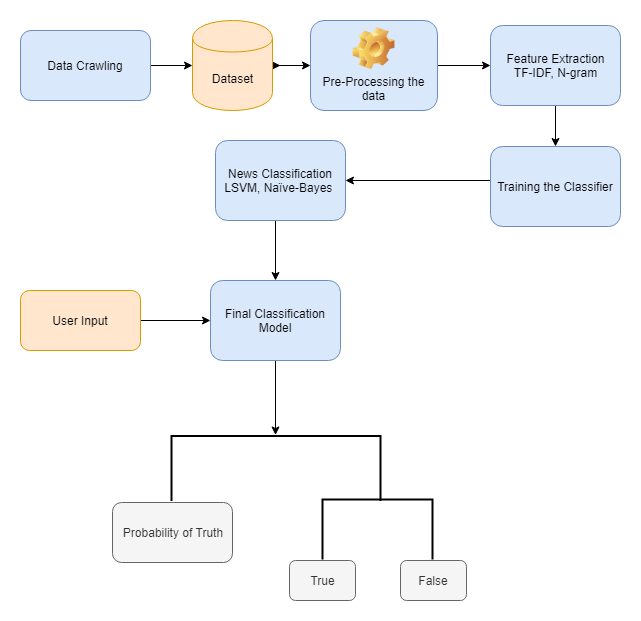 Data Crawling
Dataset
Pre-Processing the
data
Feature Extraction
TF-IDF, N-gram
News Classification
LSVM, Naïve-Bayes
Training the Classifier
User Input
Final Classification
Model
Probability of Truth
True
False